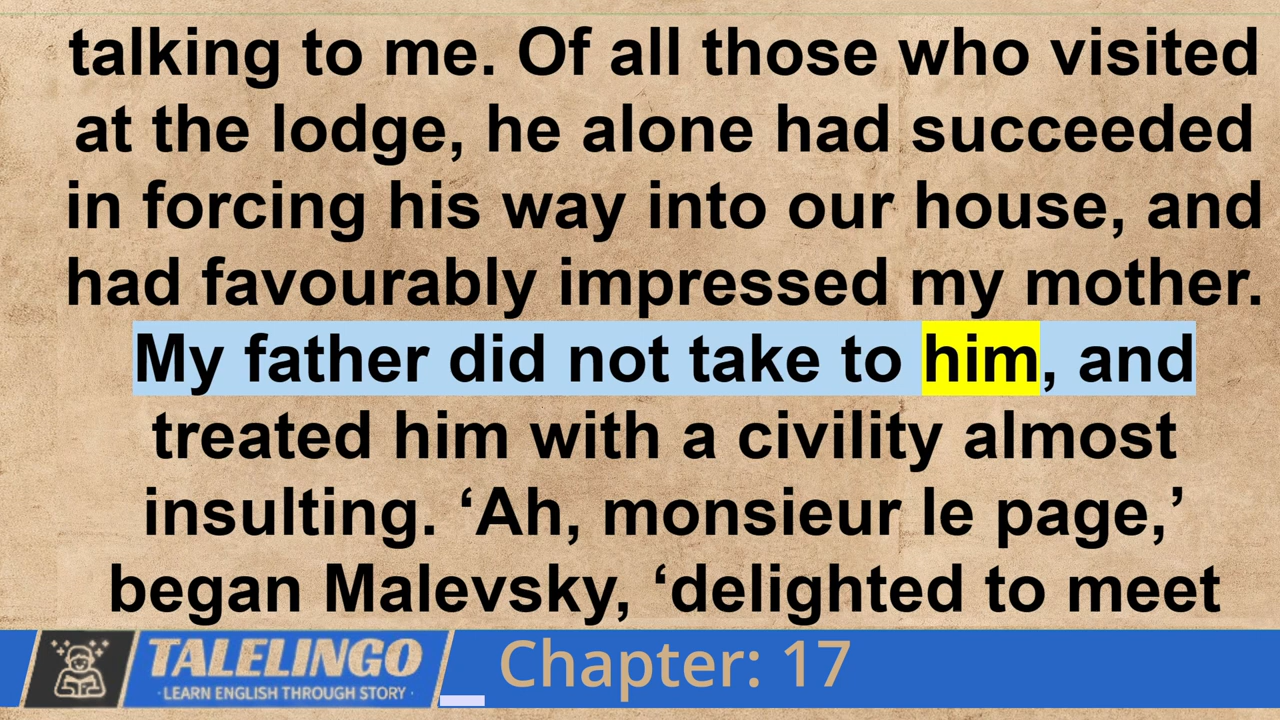 talking to me. Of all those who visited
at the lodge, he alone had succeeded
in forcing his way into our house, and
had favourably impressed my mother.
My father did not take to him, and
treated him with a civility almost
insulting. ‘Ah, monsieur le page,’
began Malevsky, ‘delighted to meet
TALELINGO
· LEARN ENGLISH THROUGH STORY ·
Chapter: 17